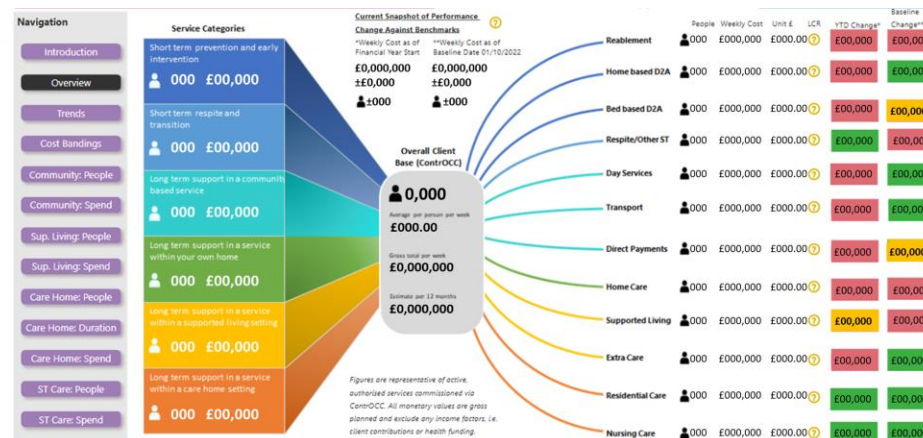 Navigation
Introduction
Overview
Trends
Cost Bandings
Community: People
Community: Spend
Sup. Living: People
Sup. Living: Spend
Care Home: People
Care Home: Duration
Care Home: Spend
ST Care: People
ST Care: Spend
Service Categories
Short term prevention and early
intervention
000 £00,000
Short term respite and
transition
000 £00,000
Long term support in a community
based service
000 £00,000
Long term support in a service
within your own home
000 £00,000
Long term support in a service
within a supported living setting
000 £00,000
Long term support in a service
within a care home setting
000 £00,000
Current Snapshot of Performance
Change Against Benchmarks
?
*Weekly Cost as of
Financial Year Start
£0,000,000
±£0,000
±000
**Weekly Cost as of
Baseline Date 01/10/2022
£0,000,000
±£0,000
±000
Overall Client
Base (ContrOCC)
0,000
Average per person per week
£000.00
Gross total per week
£0,000,000
Estimate per 12 months
£0,000,000
Figures are representative of active,
authorised services commissioned via
ContrOCC. All monetary values are gross
planned and exclude any income factors, i.e.
client contributions or health funding.
People Weekly Cost Unit £ LCR YTD Change* Baseline Change**
Reablement 000 £000,000 £000.00 ? £00,000 £00,00
Home based D2A 000 £000,000 £000.00 ? £00,000 £00,00
Bed based D2A 000 £000,000 £000.00 ? £00,000 £00,000
Respite/Other ST 000 £000,000 £000.00 ? £00,000 £00,00
Day Services 000 £000,000 £000.00 ? £00,000 £00,00
Transport 000 £000,000 £000.00 ? £00,000 £00,00
Direct Payments 000 £000,000 £000.00 ? £00,000 £00,000
Home Care 000 £000,000 £000.00 ? £00,000 £00,00
Supported Living 000 £000,000 £000.00 ? £00,000 £00,00
Extra Care 000 £000,000 £000.00 ? £00,000 £00,00
Residential Care 000 £000,000 £000.00 ? £00,000 £00,00
Nursing Care 000 £000,000 £000.00 ? £00,000 £00,00